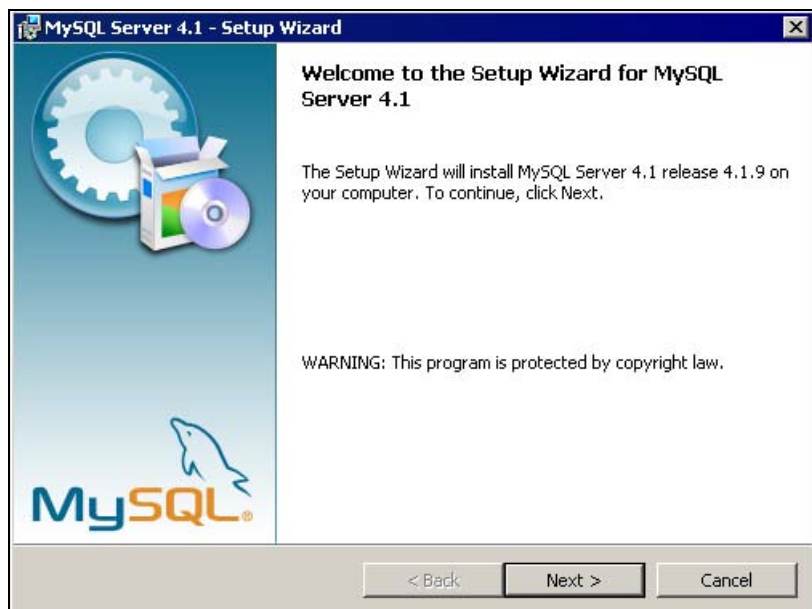 MySQL Server 4.1 - Setup Wizard
Welcome to the Setup Wizard for MySQL
Server 4.1
The Setup Wizard will install MySQL Server 4.1 release 4.1.9 on
your computer. To continue, click Next.
WARNING: This program is protected by copyright law.
MySQL®
< Back
Next >
Cancel